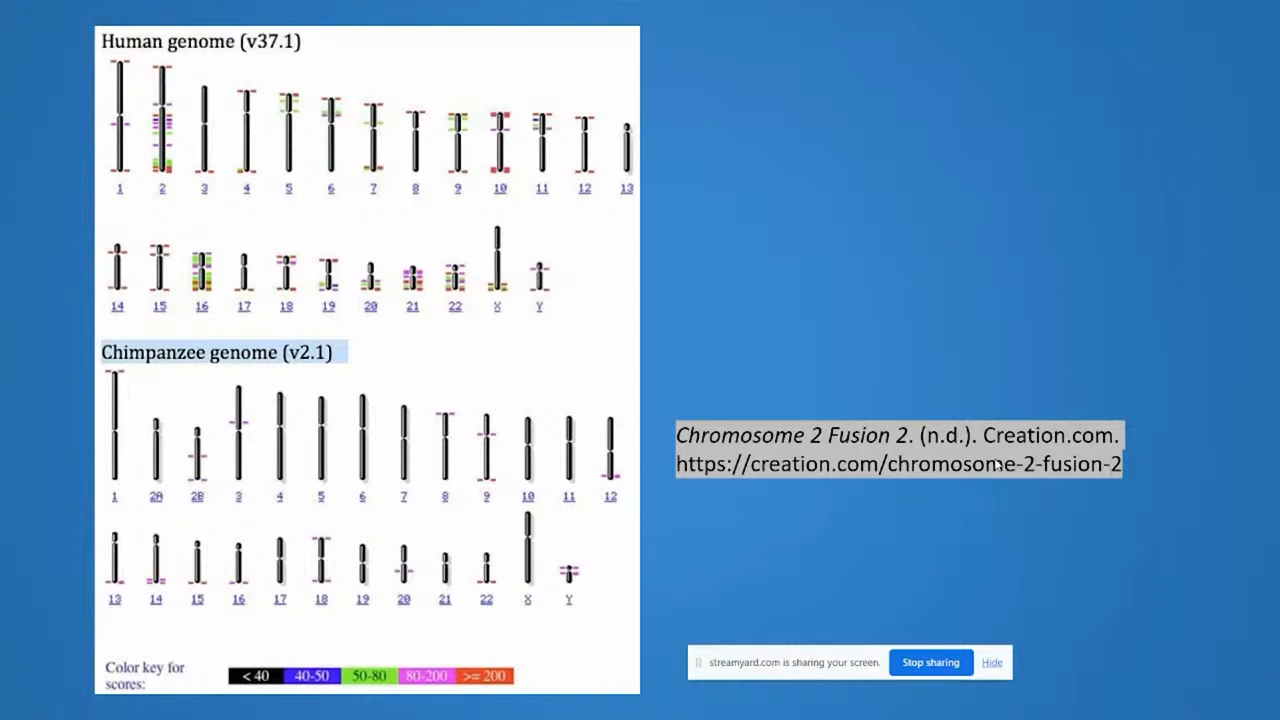 Human genome (v37.1)
1 2 3 4 5 6 7 8 9 10 11 12 13
14 15 16 17 18 19 20 21 22 X Y
Chimpanzee genome (v2.1)
1 2A 2B 3 4 5 6 7 8 9 10 11 12
13 14 15 16 17 18 19 20 21 22 X Y
Color key for
scores:
< 40 40-50 50-80 80-200 >= 200
Chromosome 2 Fusion 2. (n.d.). Creation.com.
https://creation.com/chromosome-2-fusion-2
streamyard.com is sharing your screen. Stop sharing Hide